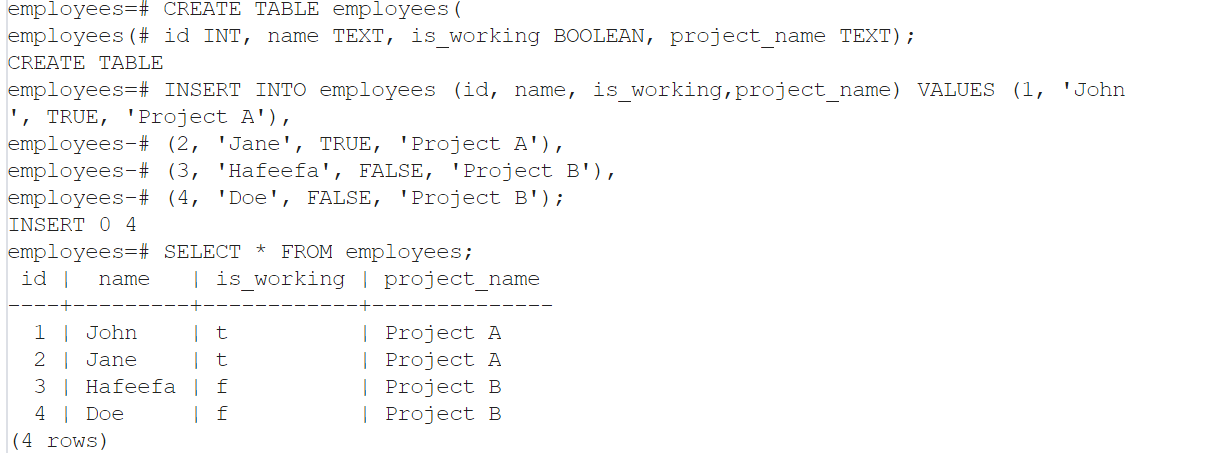 employees=# CREATE TABLE employees(
employees(# id INT, name TEXT, is_working BOOLEAN, project_name TEXT);
CREATE TABLE
employees=# INSERT INTO employees (id, name, is_working,project_name) VALUES (1, 'John
', TRUE, 'Project A'),
employees-# (2, 'Jane', TRUE, 'Project A'),
employees-# (3, 'Hafeefa', FALSE, 'Project B'),
employees-# (4, 'Doe', FALSE, 'Project B');
INSERT 0 4
employees=# SELECT * FROM employees;
 id |  name   | is_working | project_name
----+---------+------------+--------------
  1 | John    | t          | Project A
  2 | Jane    | t          | Project A
  3 | Hafeefa | f          | Project B
  4 | Doe     | f          | Project B
(4 rows)